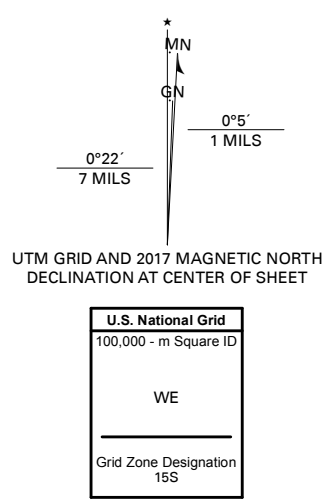 ★
MN
GN
0°5´
1 MILS
0°22´
7 MILS
UTM GRID AND 2017 MAGNETIC NORTH
DECLINATION AT CENTER OF SHEET
U.S. National Grid
100,000 - m Square ID
WE
Grid Zone Designation
15S